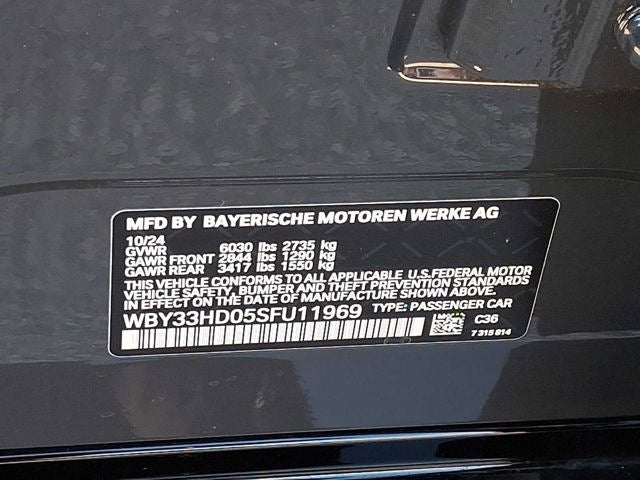 MFD BY BAYERISCHE MOTOREN WERKE AG
10/24
GVWR 6030 lbs 2735 kg
GAWR FRONT 2844 lbs 1290 kg
GAWR REAR 3417 lbs 1550 kg
THIS VEHICLE CONFORMS TO ALL APPLICABLE U.S.FEDERAL MOTOR
VEHICLE SAFETY, BUMPER AND THEFT PREVENTION STANDARDS
IN EFFECT ON THE DATE OF MANUFACTURE SHOWN ABOVE.
WBY33HD05SFU11969 TYPE: PASSENGER CAR
C36
7 315 814